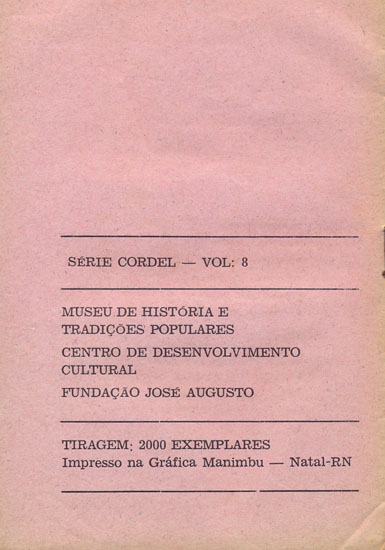 SÉRIE CORDEL — VOL: 8
MUSEU DE HISTÓRIA E
TRADIÇÕES POPULARES
CENTRO DE DESENVOLVIMENTO
CULTURAL
FUNDAÇÃO JOSÉ AUGUSTO
TIRAGEM: 2000 EXEMPLARES
Impresso na Gráfica Manimbu — Natal-RN